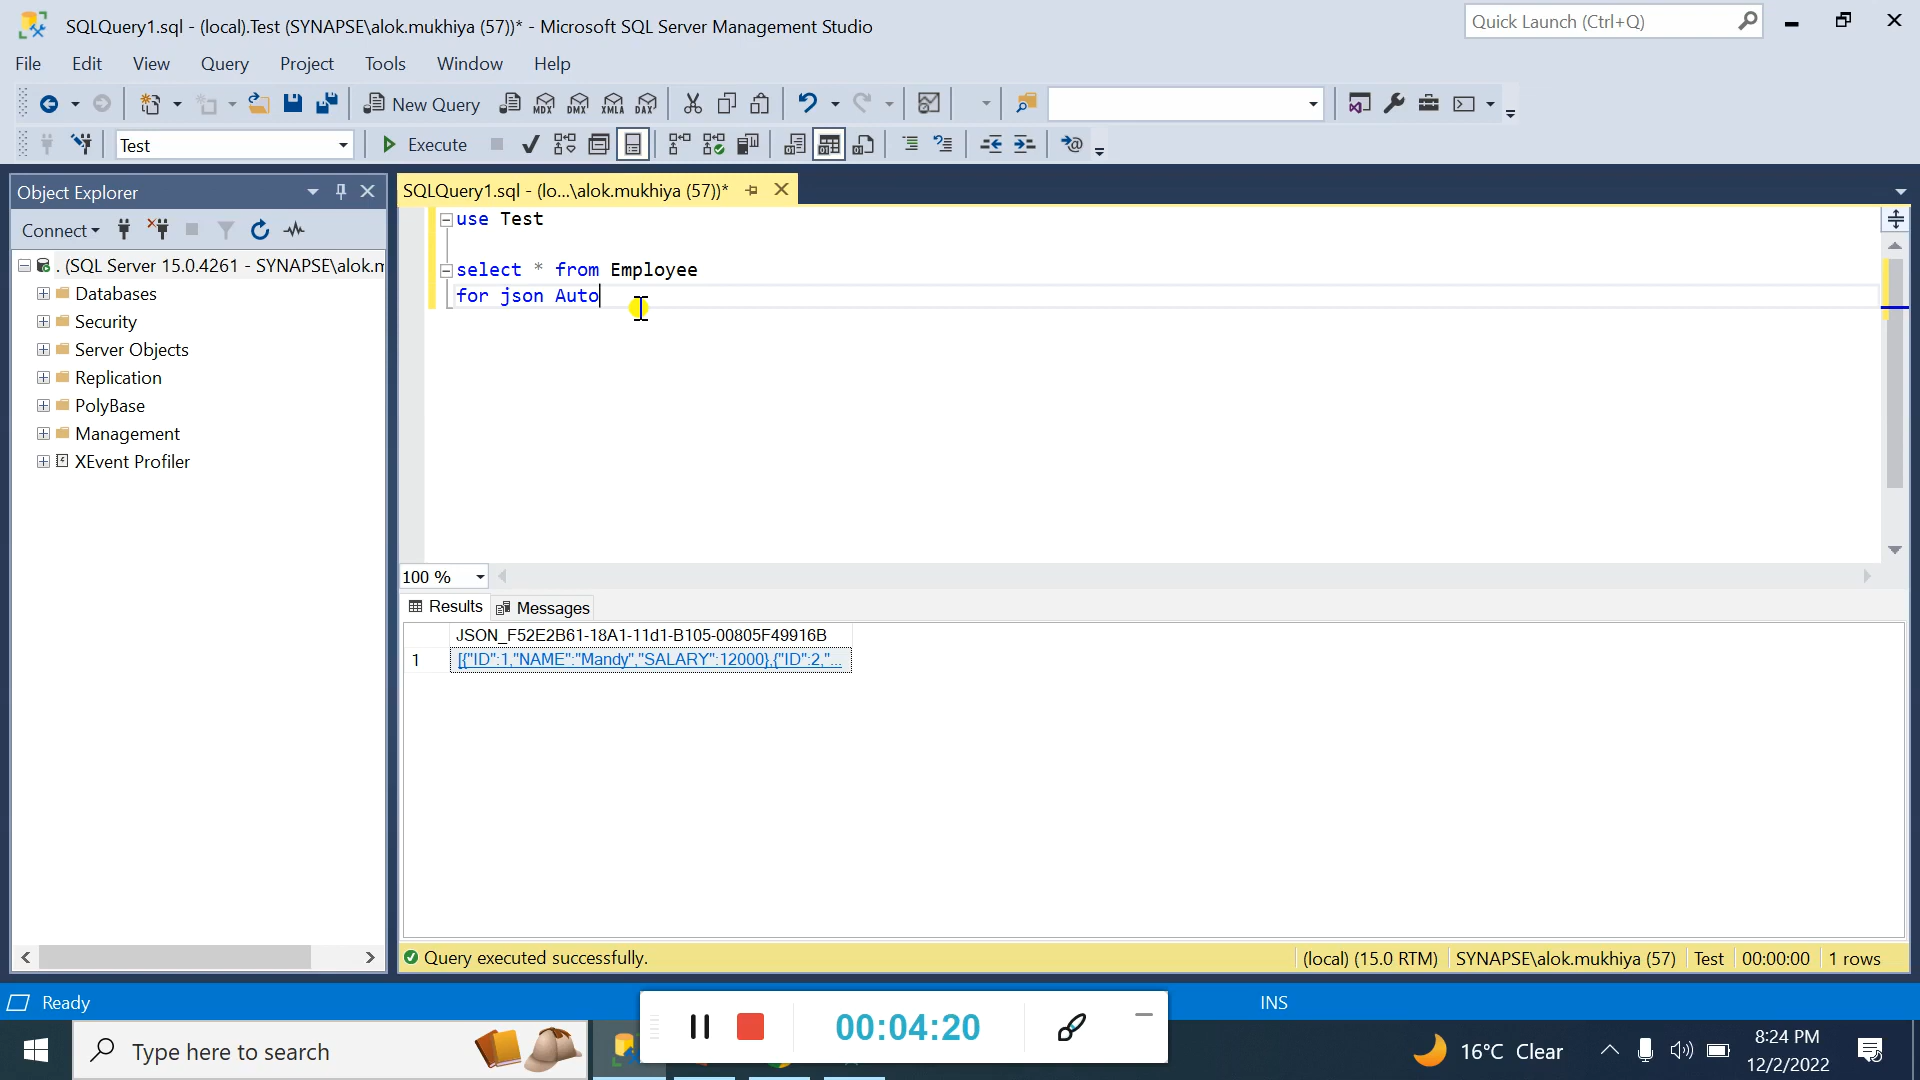 SQLQuery1.sql - (local).Test (SYNAPSE\alok.mukhiya (57))* - Microsoft SQL Server Management Studio
Quick Launch (Ctrl+Q)
File Edit View Query Project Tools Window Help
New Query
MDX DMX XMLA DAX
Test
Execute
Object Explorer
Connect
. (SQL Server 15.0.4261 - SYNAPSE\alok.m
Databases
Security
Server Objects
Replication
PolyBase
Management
XEvent Profiler
SQLQuery1.sql - (lo...\alok.mukhiya (57))*
use Test
select * from Employee
for json Auto
100 %
Results Messages
JSON_F52E2B61-18A1-11d1-B105-00805F49916B
1 [{"ID":1,"NAME":"Mandy","SALARY":12000},{"ID":2,"...
Query executed successfully. (local) (15.0 RTM) SYNAPSE\alok.mukhiya (57) Test 00:00:00 1 rows
Ready INS
00:04:20
Type here to search
16°C Clear
8:24 PM
12/2/2022